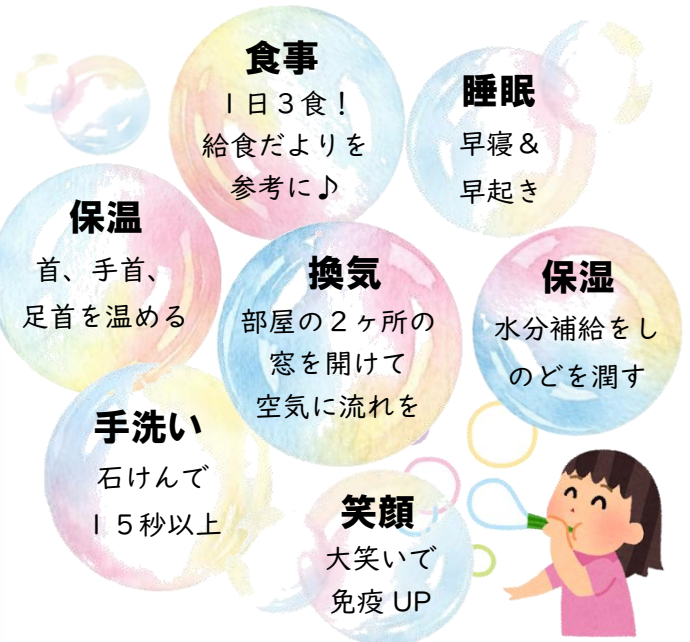 食事
1日3食!
給食だよりを
参考に♪
睡眠
早寝&
早起き
保温
首、手首、
足首を温める
換気
部屋の2ヶ所の
窓を開けて
空気に流れを
保湿
水分補給をし
のどを潤す
手洗い
石けんで
15秒以上
笑顔
大笑いで
免疫 UP